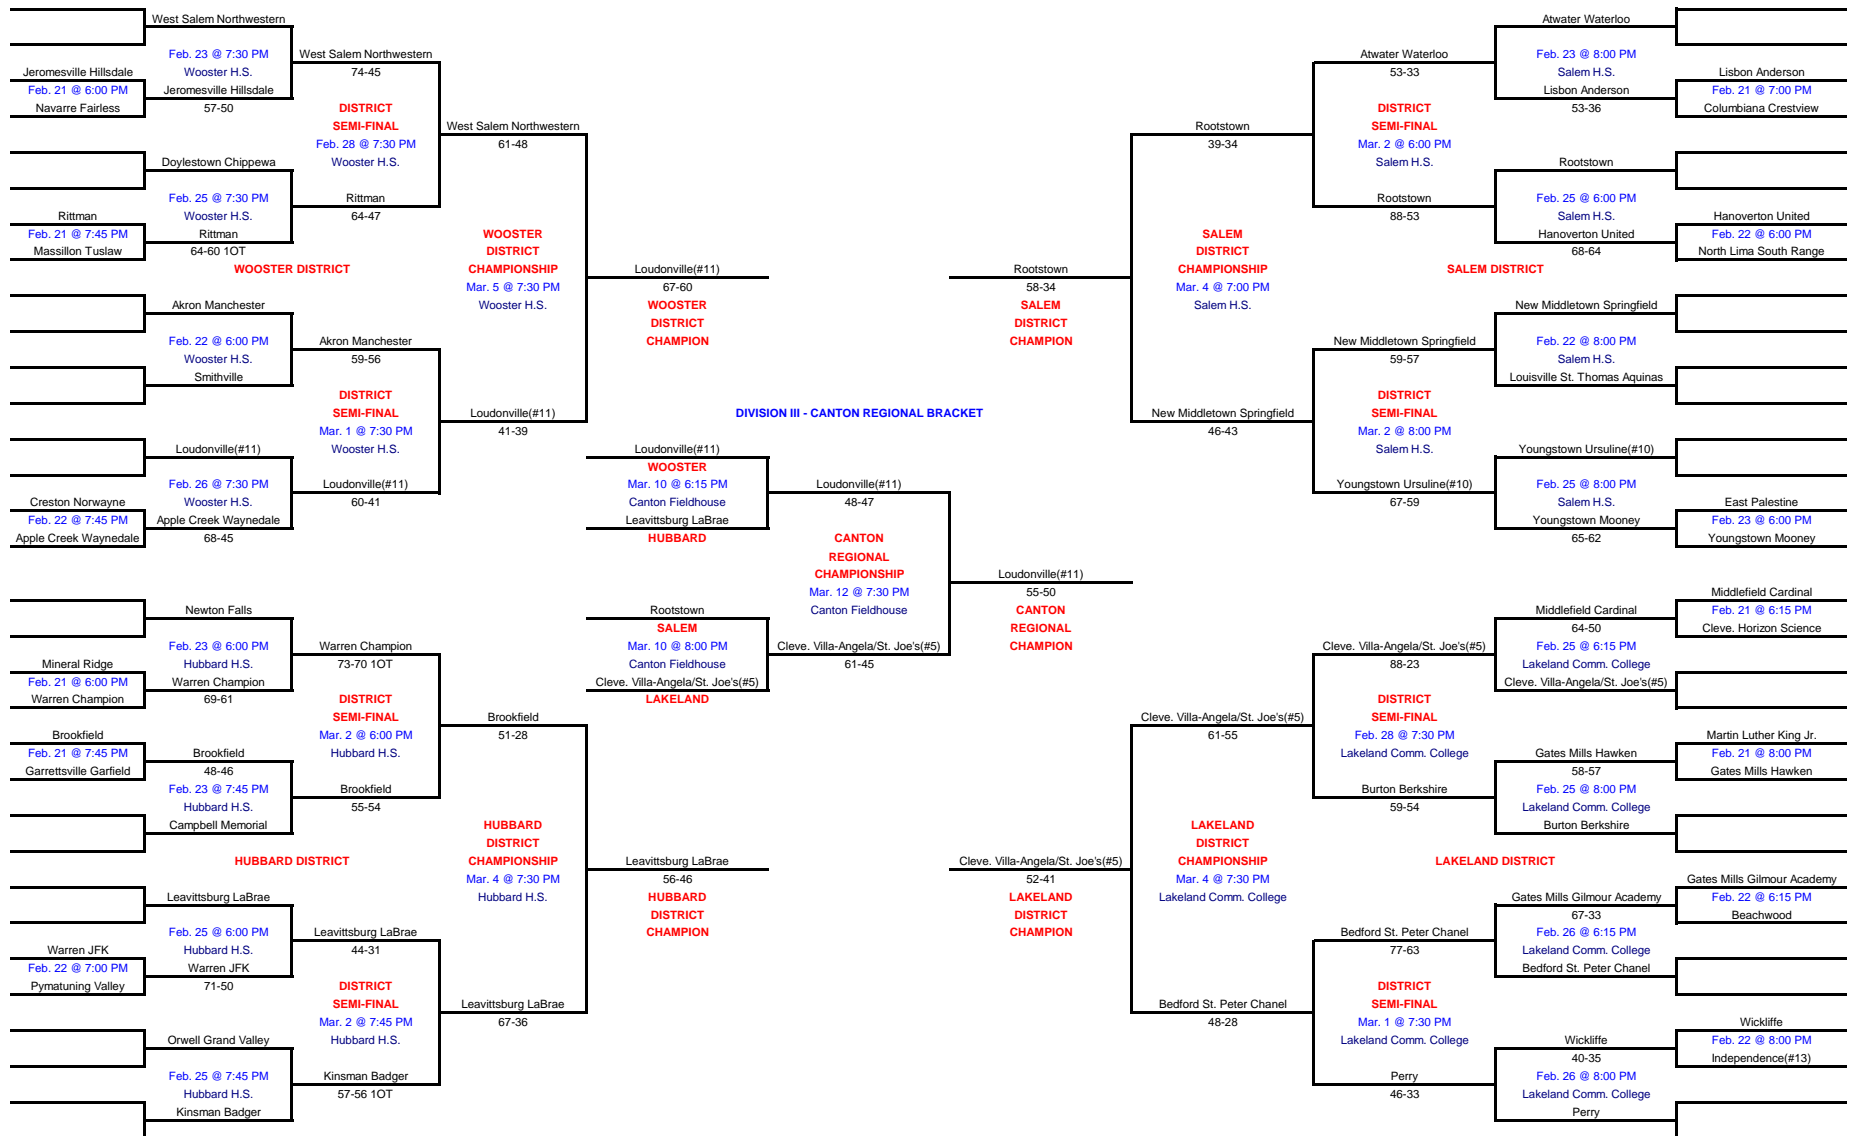 West Salem Northwestern
Feb. 23 @ 7:30 PM
Wooster H.S.
Jeromesville Hillsdale
Feb. 21 @ 6:00 PM
Navarre Fairless
Jeromesville Hillsdale
57-50
West Salem Northwestern
74-45
DISTRICT
SEMI-FINAL
Feb. 28 @ 7:30 PM
Wooster H.S.
Doylestown Chippewa
Feb. 25 @ 7:30 PM
Wooster H.S.
Rittman
Feb. 21 @ 7:45 PM
Massillon Tuslaw
Rittman
64-60 1OT
Rittman
64-47
West Salem Northwestern
61-48
WOOSTER DISTRICT
WOOSTER
DISTRICT
CHAMPIONSHIP
Mar. 5 @ 7:30 PM
Wooster H.S.
Loudonville(#11)
67-60
WOOSTER
DISTRICT
CHAMPION
Akron Manchester
Feb. 22 @ 6:00 PM
Wooster H.S.
Smithville
Akron Manchester
59-56
DISTRICT
SEMI-FINAL
Mar. 1 @ 7:30 PM
Wooster H.S.
Loudonville(#11)
41-39
Loudonville(#11)
Feb. 26 @ 7:30 PM
Wooster H.S.
Creston Norwayne
Feb. 22 @ 7:45 PM
Apple Creek Waynedale
Apple Creek Waynedale
68-45
Loudonville(#11)
60-41
Atwater Waterloo
Feb. 23 @ 8:00 PM
Salem H.S.
Lisbon Anderson
53-36
Lisbon Anderson
Feb. 21 @ 7:00 PM
Columbiana Crestview
Atwater Waterloo
53-33
DISTRICT
SEMI-FINAL
Mar. 2 @ 6:00 PM
Salem H.S.
Rootstown
39-34
Rootstown
Feb. 25 @ 6:00 PM
Salem H.S.
Hanoverton United
68-64
Hanoverton United
Feb. 22 @ 6:00 PM
North Lima South Range
Rootstown
88-53
SALEM DISTRICT
SALEM
DISTRICT
CHAMPIONSHIP
Mar. 4 @ 7:00 PM
Salem H.S.
Rootstown
58-34
SALEM
DISTRICT
CHAMPION
New Middletown Springfield
Feb. 22 @ 8:00 PM
Salem H.S.
Louisville St. Thomas Aquinas
New Middletown Springfield
59-57
DISTRICT
SEMI-FINAL
Mar. 2 @ 8:00 PM
Salem H.S.
New Middletown Springfield
46-43
Youngstown Ursuline(#10)
Feb. 25 @ 8:00 PM
Salem H.S.
Youngstown Mooney
65-62
East Palestine
Feb. 23 @ 6:00 PM
Youngstown Mooney
Youngstown Ursuline(#10)
67-59
DIVISION III - CANTON REGIONAL BRACKET
Loudonville(#11)
WOOSTER
Mar. 10 @ 6:15 PM
Canton Fieldhouse
Leavittsburg LaBrae
HUBBARD
Loudonville(#11)
48-47
CANTON
REGIONAL
CHAMPIONSHIP
Mar. 12 @ 7:30 PM
Canton Fieldhouse
Loudonville(#11)
55-50
CANTON
REGIONAL
CHAMPION
Rootstown
SALEM
Mar. 10 @ 8:00 PM
Canton Fieldhouse
Cleve. Villa-Angela/St. Joe's(#5)
LAKELAND
Cleve. Villa-Angela/St. Joe's(#5)
61-45
Newton Falls
Feb. 23 @ 6:00 PM
Hubbard H.S.
Mineral Ridge
Feb. 21 @ 6:00 PM
Warren Champion
Warren Champion
69-61
Warren Champion
73-70 1OT
DISTRICT
SEMI-FINAL
Mar. 2 @ 6:00 PM
Hubbard H.S.
Brookfield
51-28
Brookfield
Feb. 21 @ 7:45 PM
Garrettsville Garfield
Brookfield
48-46
Feb. 23 @ 7:45 PM
Hubbard H.S.
Campbell Memorial
Brookfield
55-54
HUBBARD DISTRICT
HUBBARD
DISTRICT
CHAMPIONSHIP
Mar. 4 @ 7:30 PM
Hubbard H.S.
Leavittsburg LaBrae
56-46
HUBBARD
DISTRICT
CHAMPION
Leavittsburg LaBrae
Feb. 25 @ 6:00 PM
Hubbard H.S.
Warren JFK
Feb. 22 @ 7:00 PM
Pymatuning Valley
Warren JFK
71-50
Leavittsburg LaBrae
44-31
DISTRICT
SEMI-FINAL
Mar. 2 @ 7:45 PM
Hubbard H.S.
Leavittsburg LaBrae
67-36
Orwell Grand Valley
Feb. 25 @ 7:45 PM
Hubbard H.S.
Kinsman Badger
Kinsman Badger
57-56 1OT
Middlefield Cardinal
Feb. 21 @ 6:15 PM
Cleve. Horizon Science
Middlefield Cardinal
64-50
Feb. 25 @ 6:15 PM
Lakeland Comm. College
Cleve. Villa-Angela/St. Joe's(#5)
Cleve. Villa-Angela/St. Joe's(#5)
88-23
DISTRICT
SEMI-FINAL
Feb. 28 @ 7:30 PM
Lakeland Comm. College
Cleve. Villa-Angela/St. Joe's(#5)
61-55
Martin Luther King Jr.
Feb. 21 @ 8:00 PM
Gates Mills Hawken
Gates Mills Hawken
58-57
Feb. 25 @ 8:00 PM
Lakeland Comm. College
Burton Berkshire
Burton Berkshire
59-54
LAKELAND DISTRICT
LAKELAND
DISTRICT
CHAMPIONSHIP
Mar. 4 @ 7:30 PM
Lakeland Comm. College
Cleve. Villa-Angela/St. Joe's(#5)
52-41
LAKELAND
DISTRICT
CHAMPION
Gates Mills Gilmour Academy
Feb. 22 @ 6:15 PM
Beachwood
Gates Mills Gilmour Academy
67-33
Feb. 26 @ 6:15 PM
Lakeland Comm. College
Bedford St. Peter Chanel
Bedford St. Peter Chanel
77-63
DISTRICT
SEMI-FINAL
Mar. 1 @ 7:30 PM
Lakeland Comm. College
Bedford St. Peter Chanel
48-28
Wickliffe
Feb. 22 @ 8:00 PM
Independence(#13)
Wickliffe
40-35
Feb. 26 @ 8:00 PM
Lakeland Comm. College
Perry
Perry
46-33